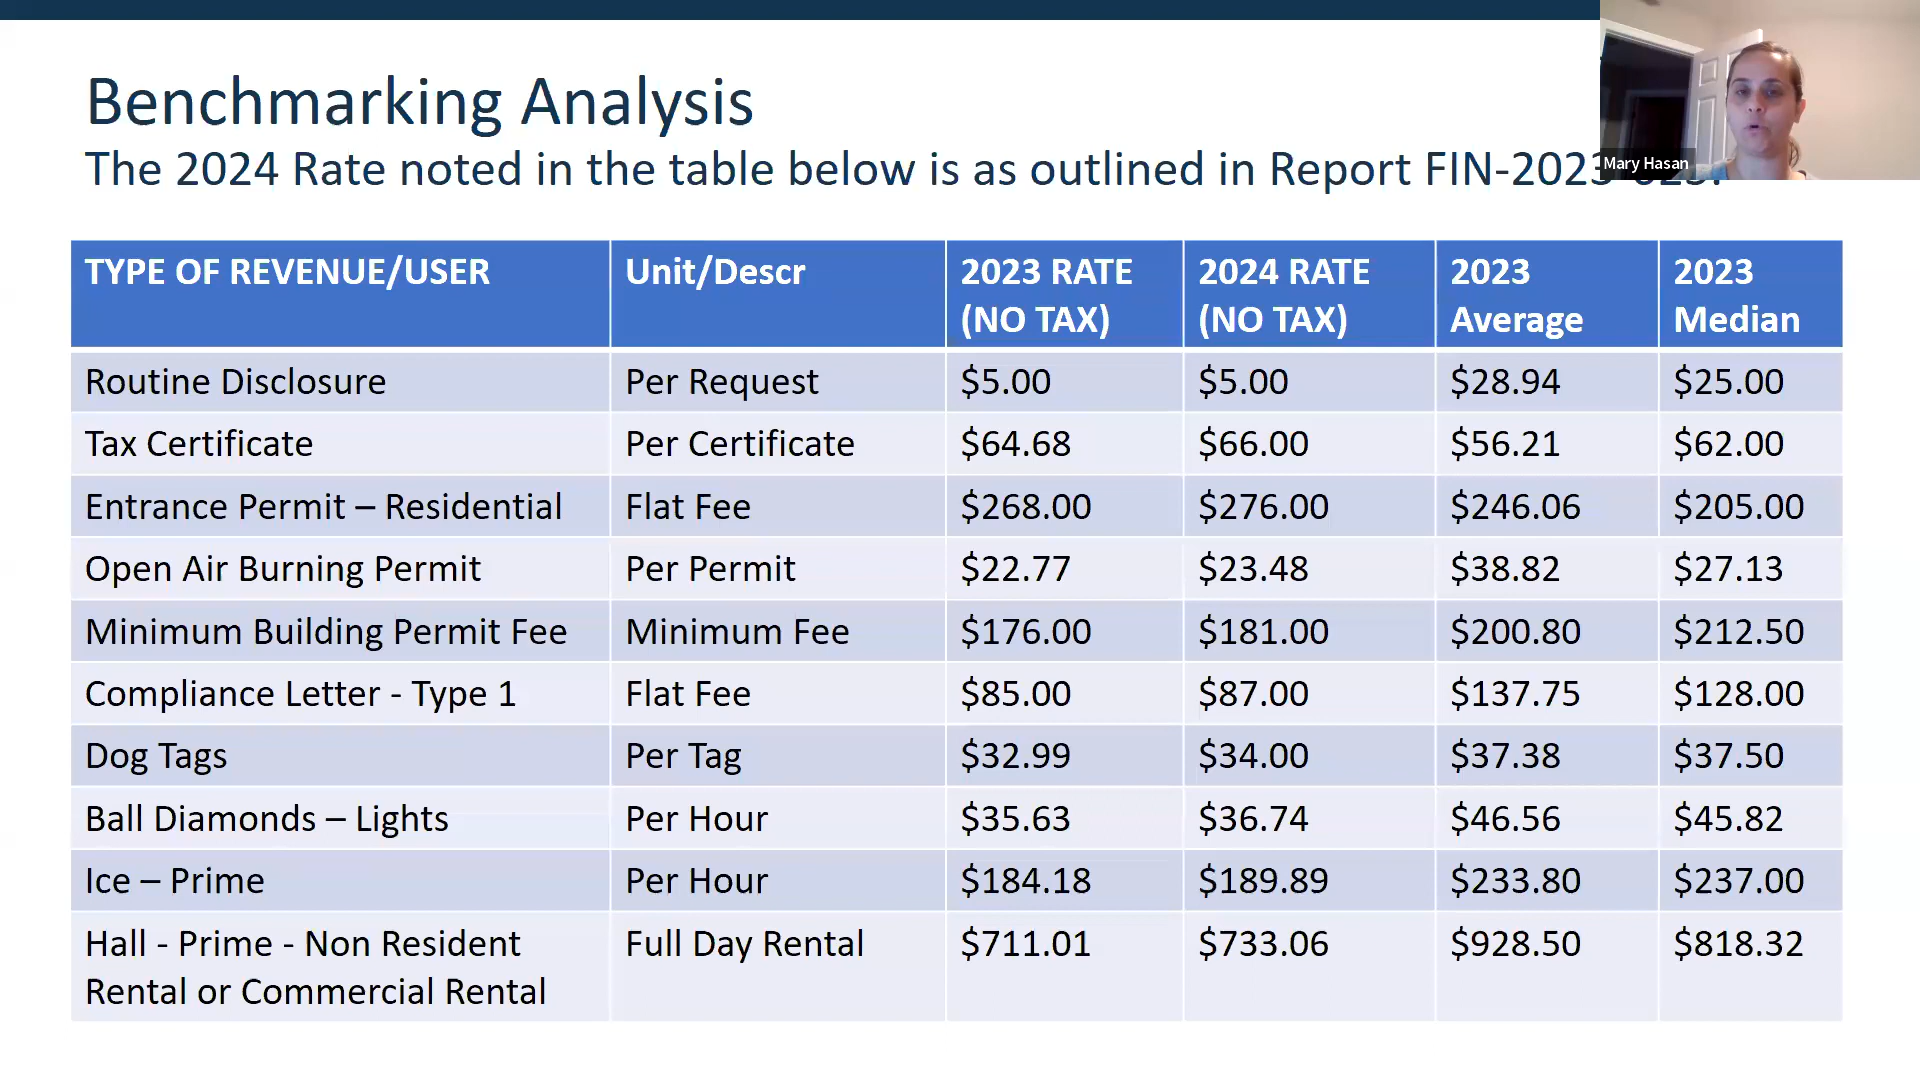 Benchmarking Analysis
The 2024 Rate noted in the table below is as outlined in Report
Mary Hasan
TYPE OF REVENUE/USER Unit/Descr 2023 RATE (NO TAX) 2024 RATE (NO TAX) 2023 Average 2023 Median
Routine Disclosure Per Request $5.00 $5.00 $28.94 $25.00
Tax Certificate Per Certificate $64.68 $66.00 $56.21 $62.00
Entrance Permit – Residential Flat Fee $268.00 $276.00 $246.06 $205.00
Open Air Burning Permit Per Permit $22.77 $23.48 $38.82 $27.13
Minimum Building Permit Fee Minimum Fee $176.00 $181.00 $200.80 $212.50
Compliance Letter - Type 1 Flat Fee $85.00 $87.00 $137.75 $128.00
Dog Tags Per Tag $32.99 $34.00 $37.38 $37.50
Ball Diamonds – Lights Per Hour $35.63 $36.74 $46.56 $45.82
Ice – Prime Per Hour $184.18 $189.89 $233.80 $237.00
Hall - Prime - Non Resident Full Day Rental $711.01 $733.06 $928.50 $818.32
Rental or Commercial Rental